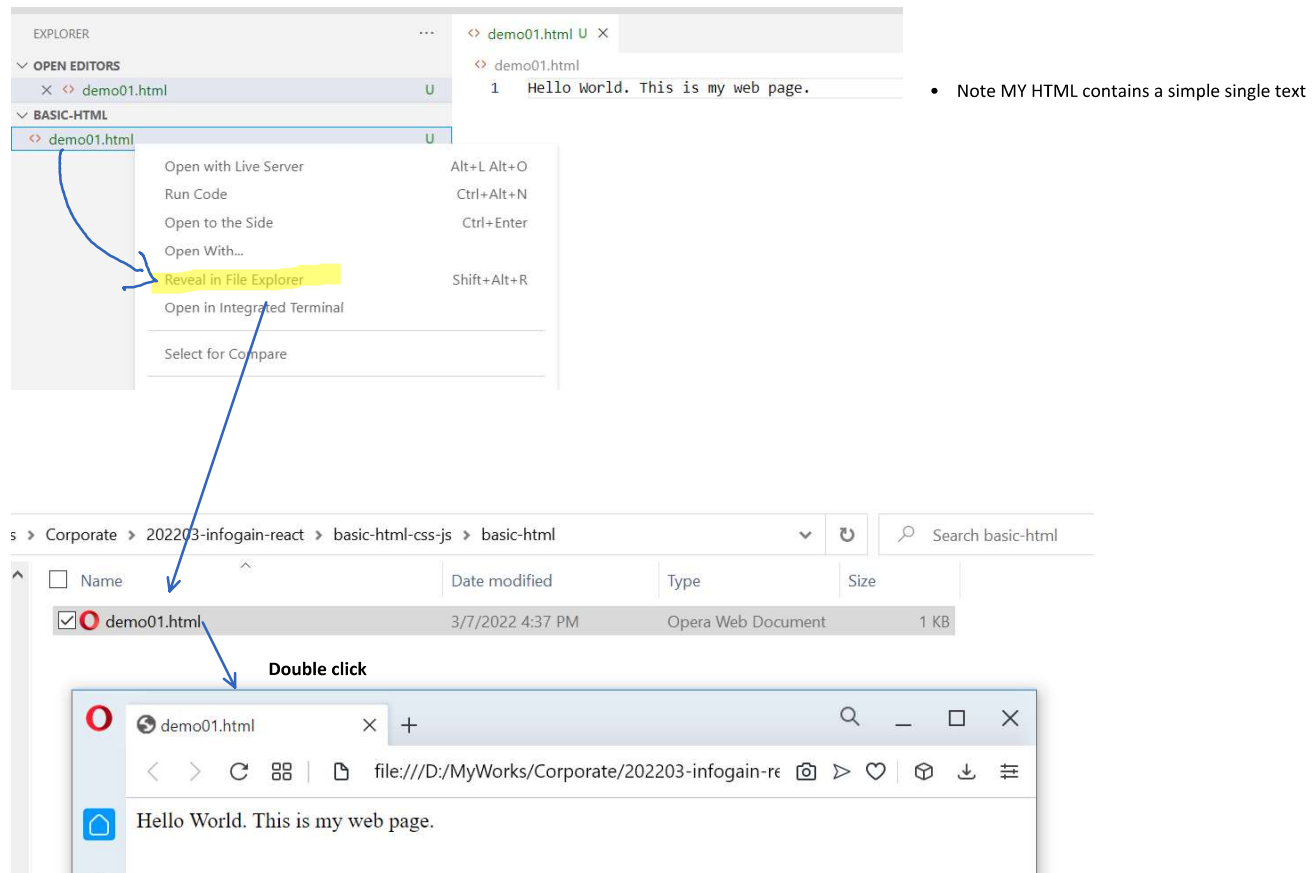 EXPLORER ...
OPEN EDITORS
demo01.html U
BASIC-HTML
demo01.html U
demo01.html U
demo01.html
1 Hello World. This is my web page.
• Note MY HTML contains a simple single text
Open with Live Server Alt+L Alt+O
Run Code Ctrl+Alt+N
Open to the Side Ctrl+Enter
Open With...
Reveal in File Explorer Shift+Alt+R
Open in Integrated Terminal
Select for Compare
s > Corporate > 202203-infogain-react > basic-html-css-js > basic-html
Search basic-html
Name Date modified Type Size
demo01.html 3/7/2022 4:37 PM Opera Web Document 1 KB
Double click
demo01.html
file:///D:/MyWorks/Corporate/202203-infogain-re
Hello World. This is my web page.